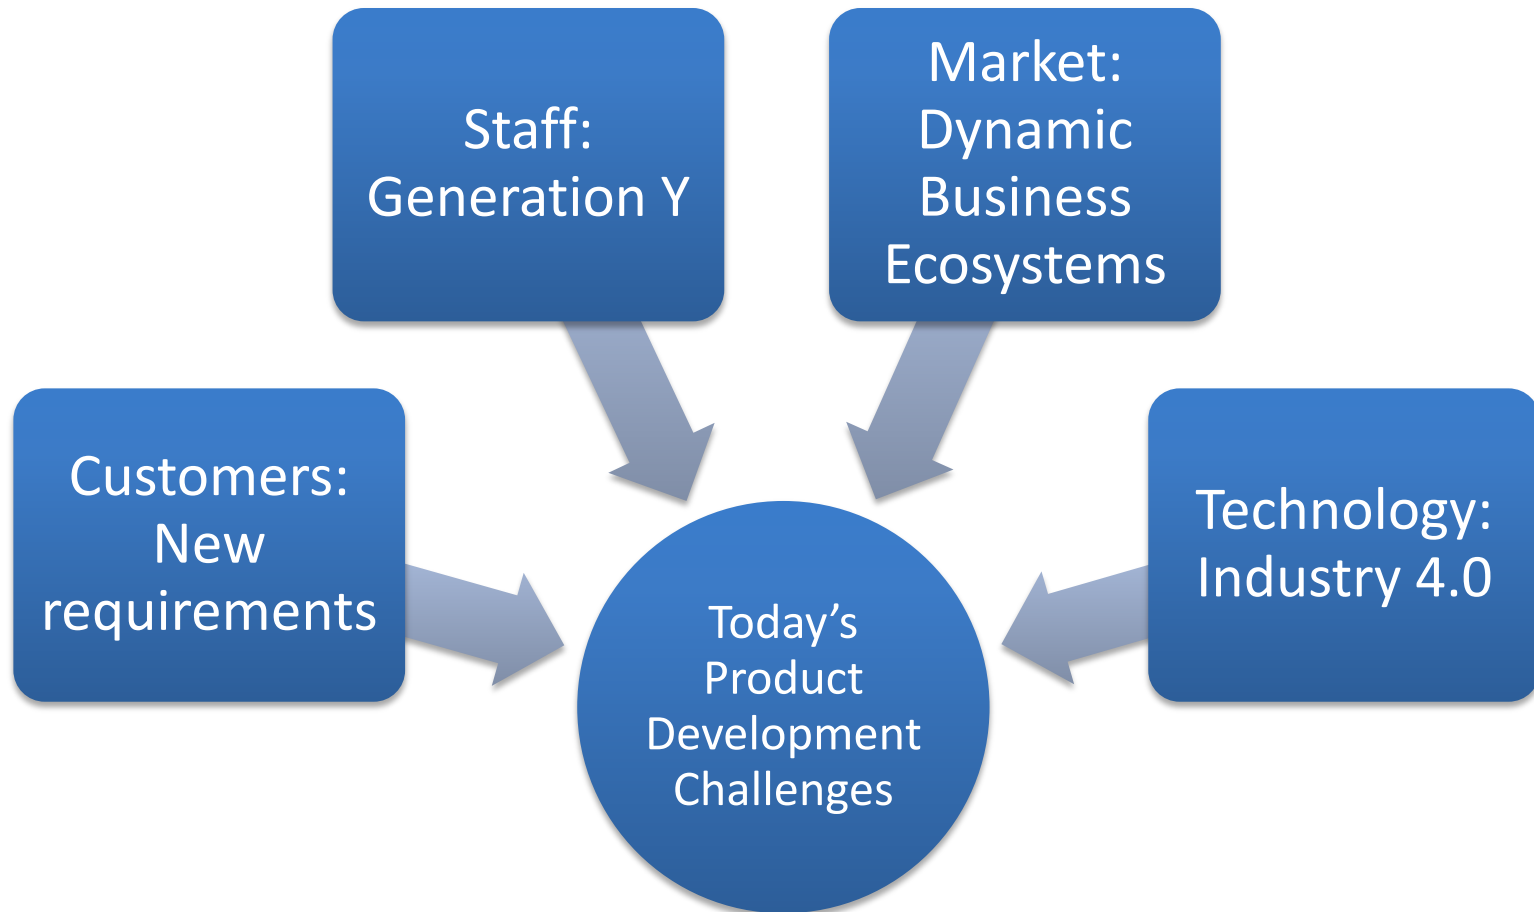 Staff:
Generation Y
Market:
Dynamic
Business
Ecosystems
Customers:
New
requirements
Technology:
Industry 4.0
Today’s
Product
Development
Challenges